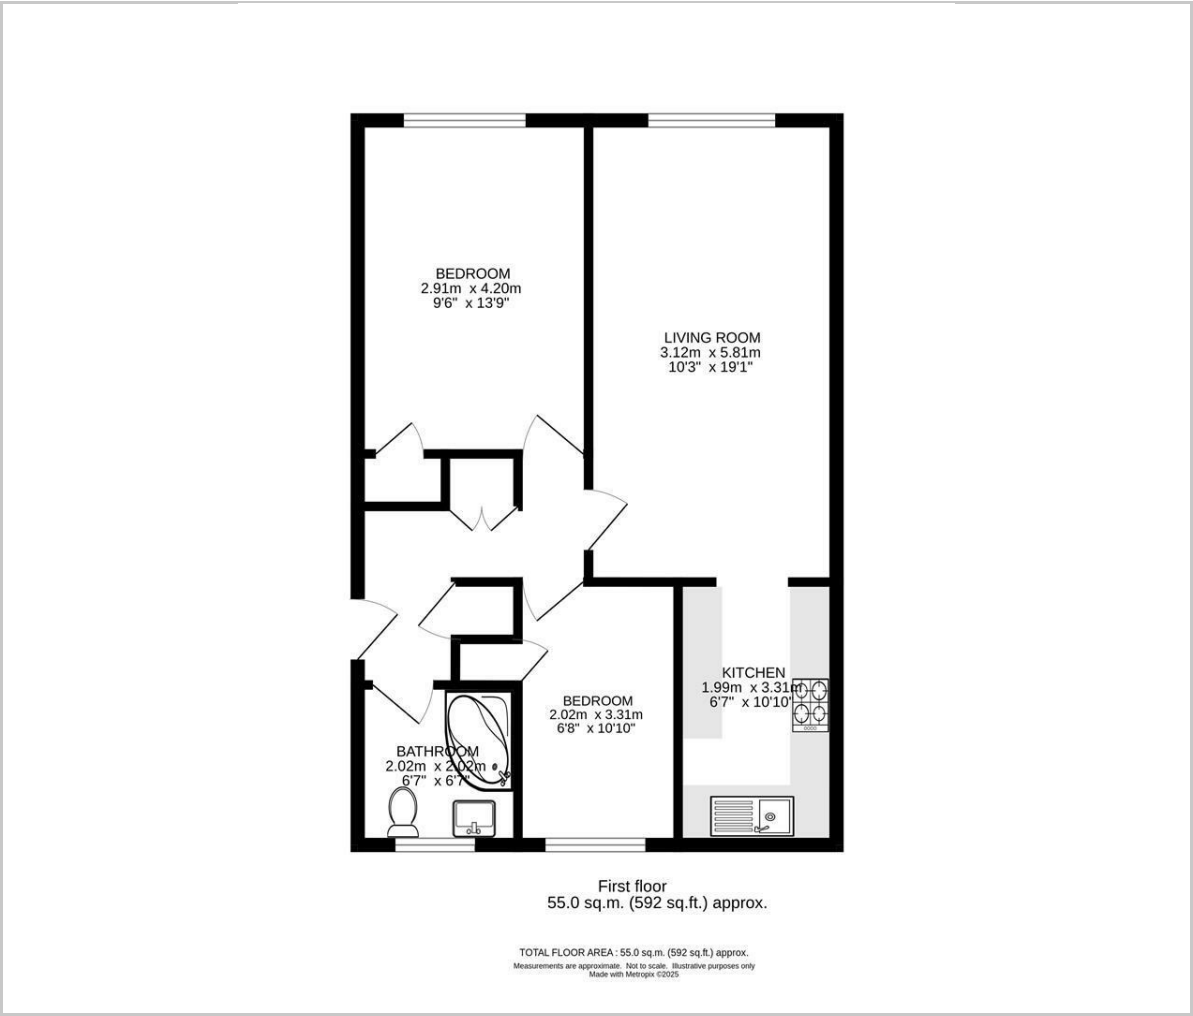 BEDROOM
2.91m x 4.20m
9'6" x 13'9"
LIVING ROOM
3.12m x 5.81m
10'3" x 19'1"
KITCHEN
1.99m x 3.31m
6'7" x 10'10"
BEDROOM
2.02m x 3.31m
6'8" x 10'10"
BATHROOM
2.02m x 2.02m
6'7" x 6'7"
First floor
55.0 sq.m. (592 sq.ft.) approx.
TOTAL FLOOR AREA : 55.0 sq.m. (592 sq.ft.) approx.
Measurements are approximate. Not to scale. Illustrative purposes only
Made with Metropix ©2025